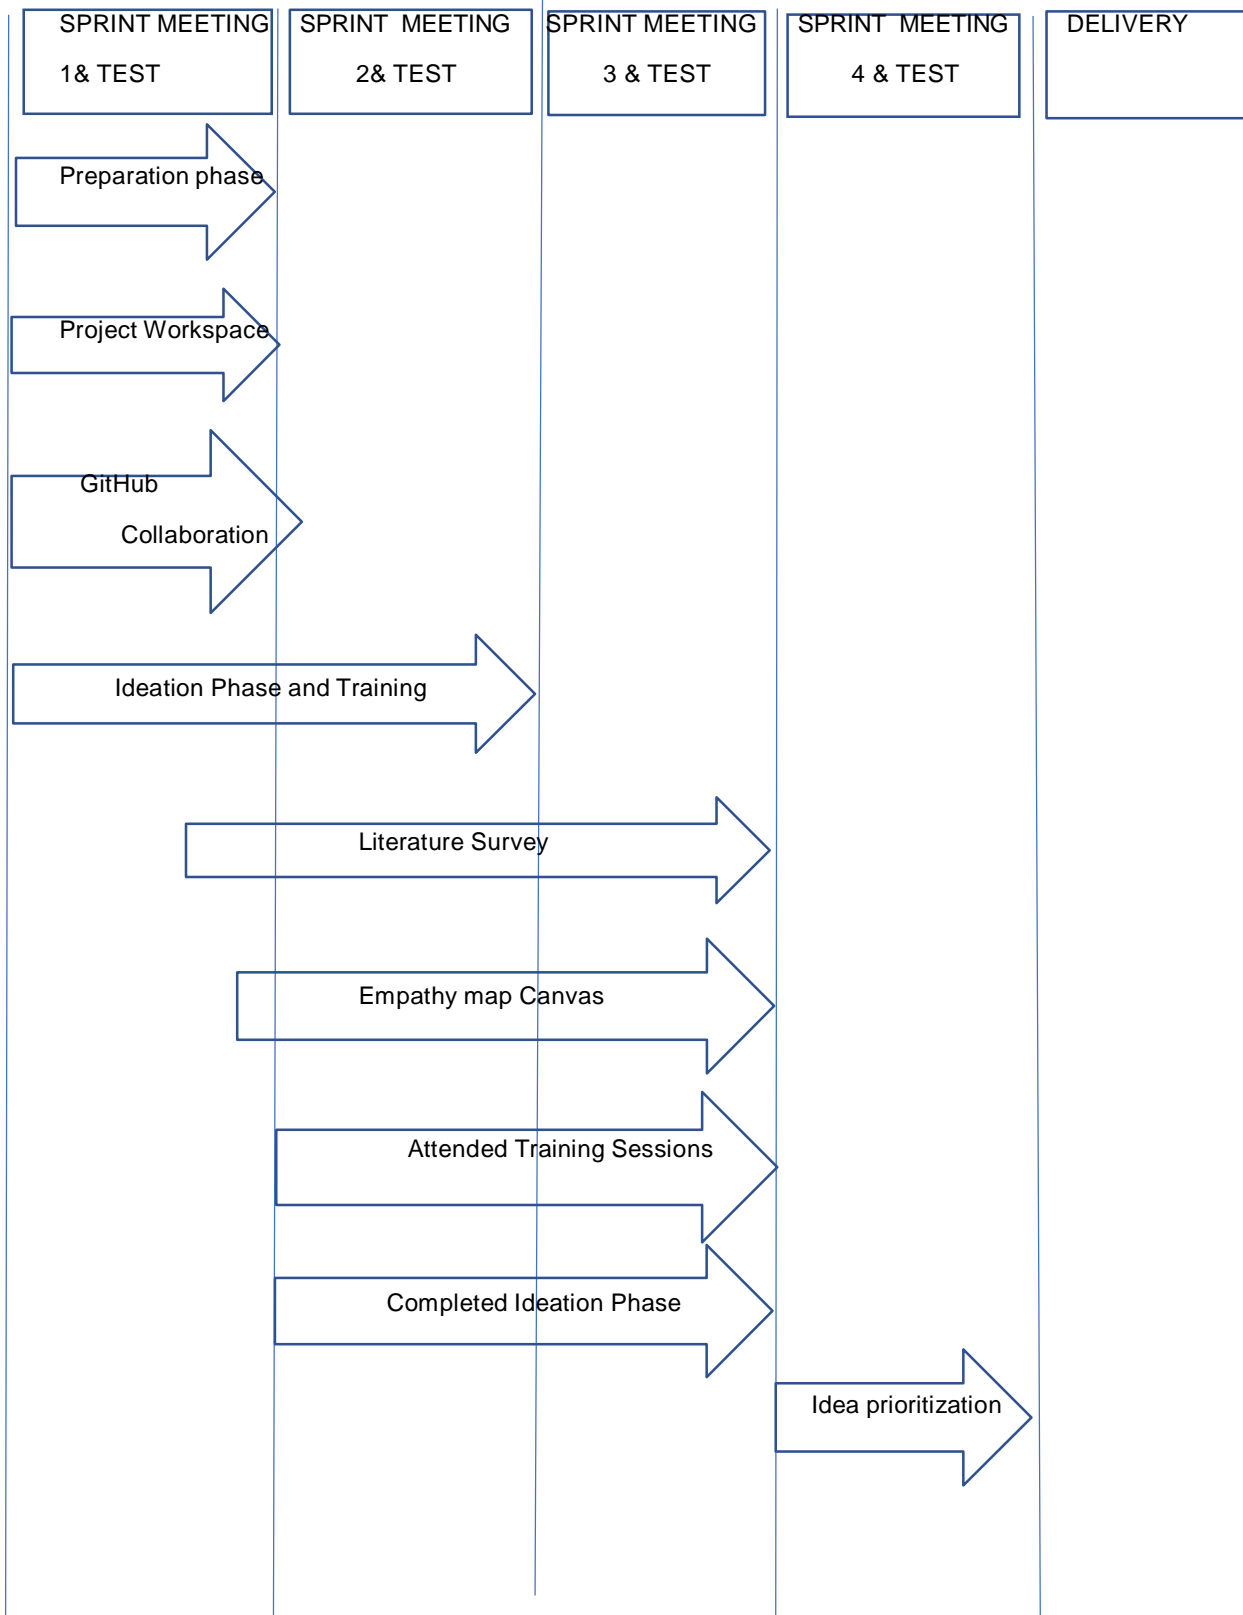 SPRINT MEETING
1& TEST
SPRINT  MEETING
2& TEST
SPRINT MEETING
3 & TEST
SPRINT  MEETING
4 & TEST
DELIVERY
Preparation phase
Project Workspace
GitHub
Collaboration
Ideation Phase and Training
Literature Survey
Empathy map Canvas
Attended Training Sessions
Completed Ideation Phase
Idea prioritization